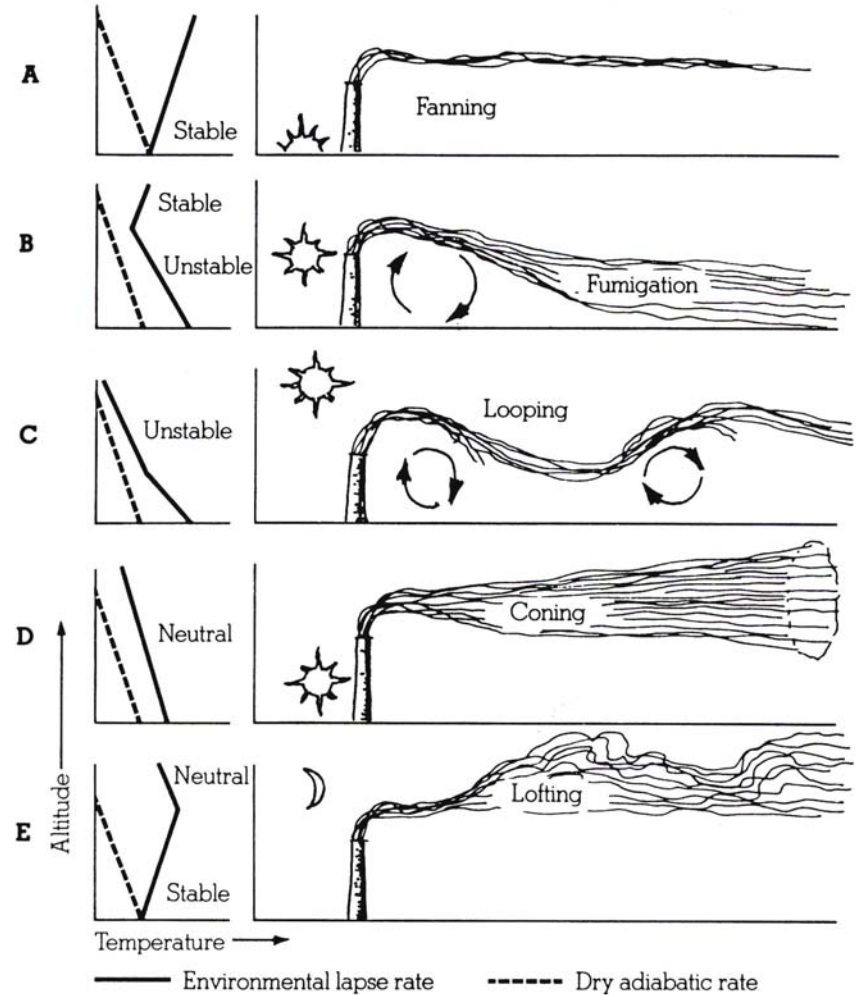 A
Stable
Fanning
B
Stable
Unstable
Fumigation
C
Unstable
Looping
D
Neutral
Coning
E
Neutral
Stable
Lofting
Altitude
Temperature
Environmental lapse rate
Dry adiabatic rate